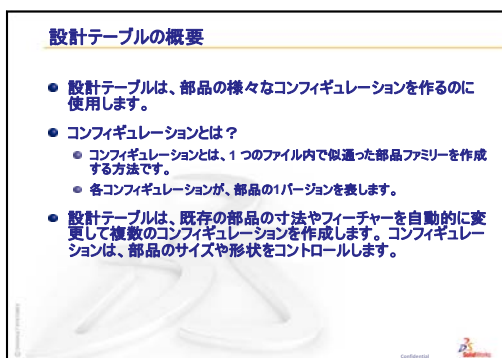 設計テーブルの概要
設計テーブルは、部品の様々なコンフィギュレーションを作るのに
使用します。
コンフィギュレーションとは？
コンフィギュレーションとは、1 つのファイル内で似通った部品ファミリーを作成
する方法です。
各コンフィギュレーションが、部品の1バージョンを表します。
設計テーブルは、既存の部品の寸法やフィーチャーを自動的に変
更して複数のコンフィギュレーションを作成します。コンフィギュレー
ションは、部品のサイズや形状をコントロールします。
Confidential
SolidWorks